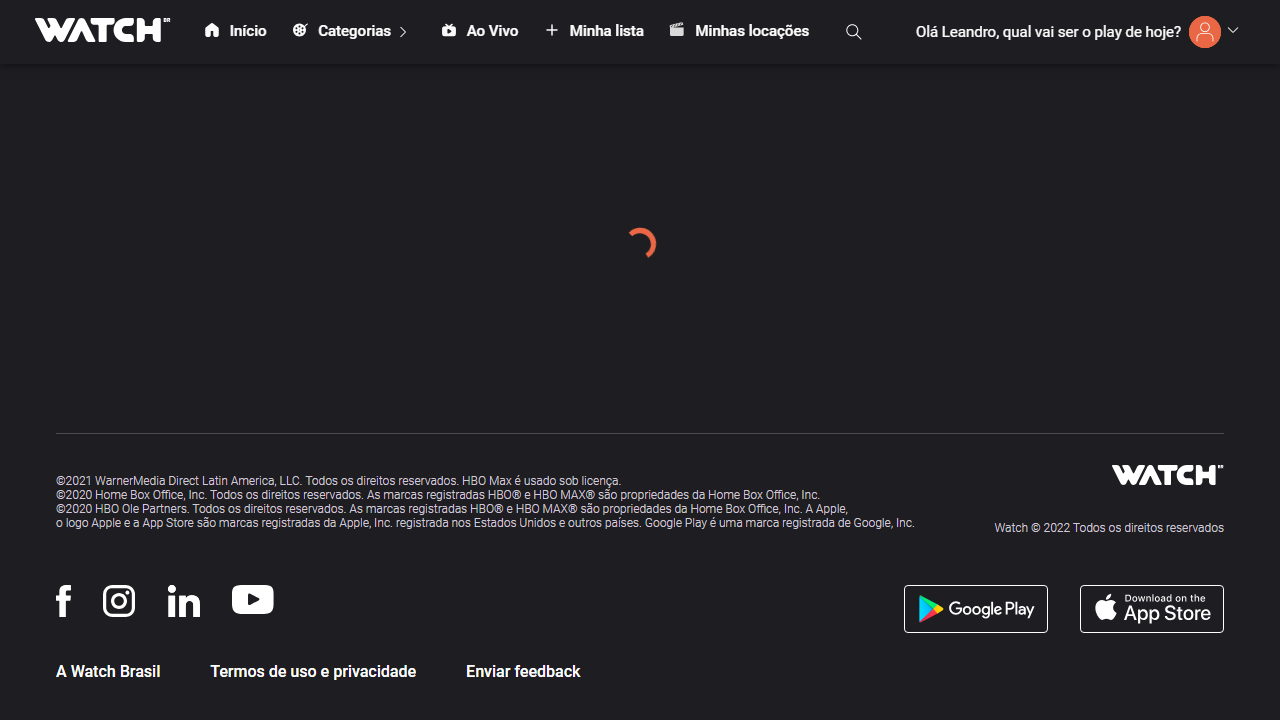 WATCH BR
Início
Categorias
Ao Vivo
Minha lista
Minhas locações
Olá Leandro, qual vai ser o play de hoje?
©2021 WarnerMedia Direct Latin America, LLC. Todos os direitos reservados. HBO Max é usado sob licença.
©2020 Home Box Office, Inc. Todos os direitos reservados. As marcas registradas HBO® e HBO MAX® são propriedades da Home Box Office, Inc.
©2020 HBO Ole Partners. Todos os direitos reservados. As marcas registradas HBO® e HBO MAX® são propriedades da Home Box Office, Inc. A Apple,
o logo Apple e a App Store são marcas registradas da Apple, Inc. registrada nos Estados Unidos e outros países. Google Play é uma marca registrada de Google, Inc.
WATCH
Watch © 2022 Todos os direitos reservados
Google Play
Download on the
App Store
A Watch Brasil
Termos de uso e privacidade
Enviar feedback